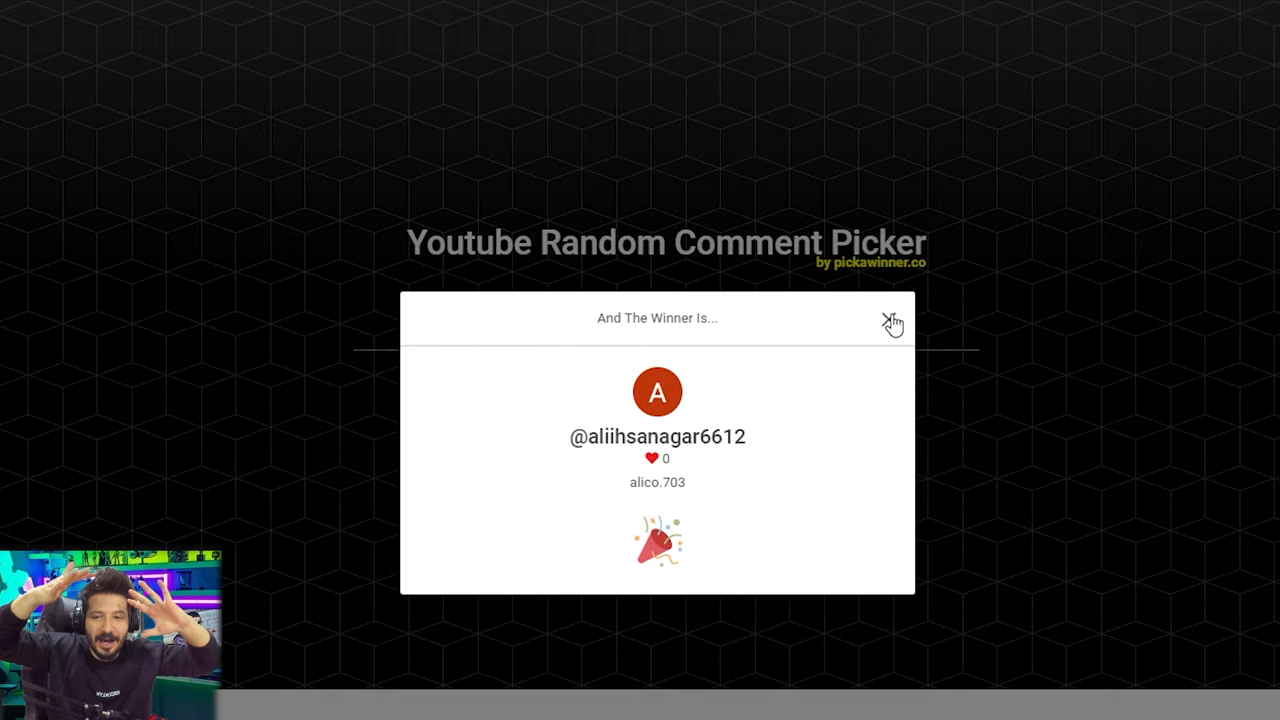 Youtube Random Comment Picker
by pickawinner.co
And The Winner Is...
A
@aliihsanagar6612
0
alico.703